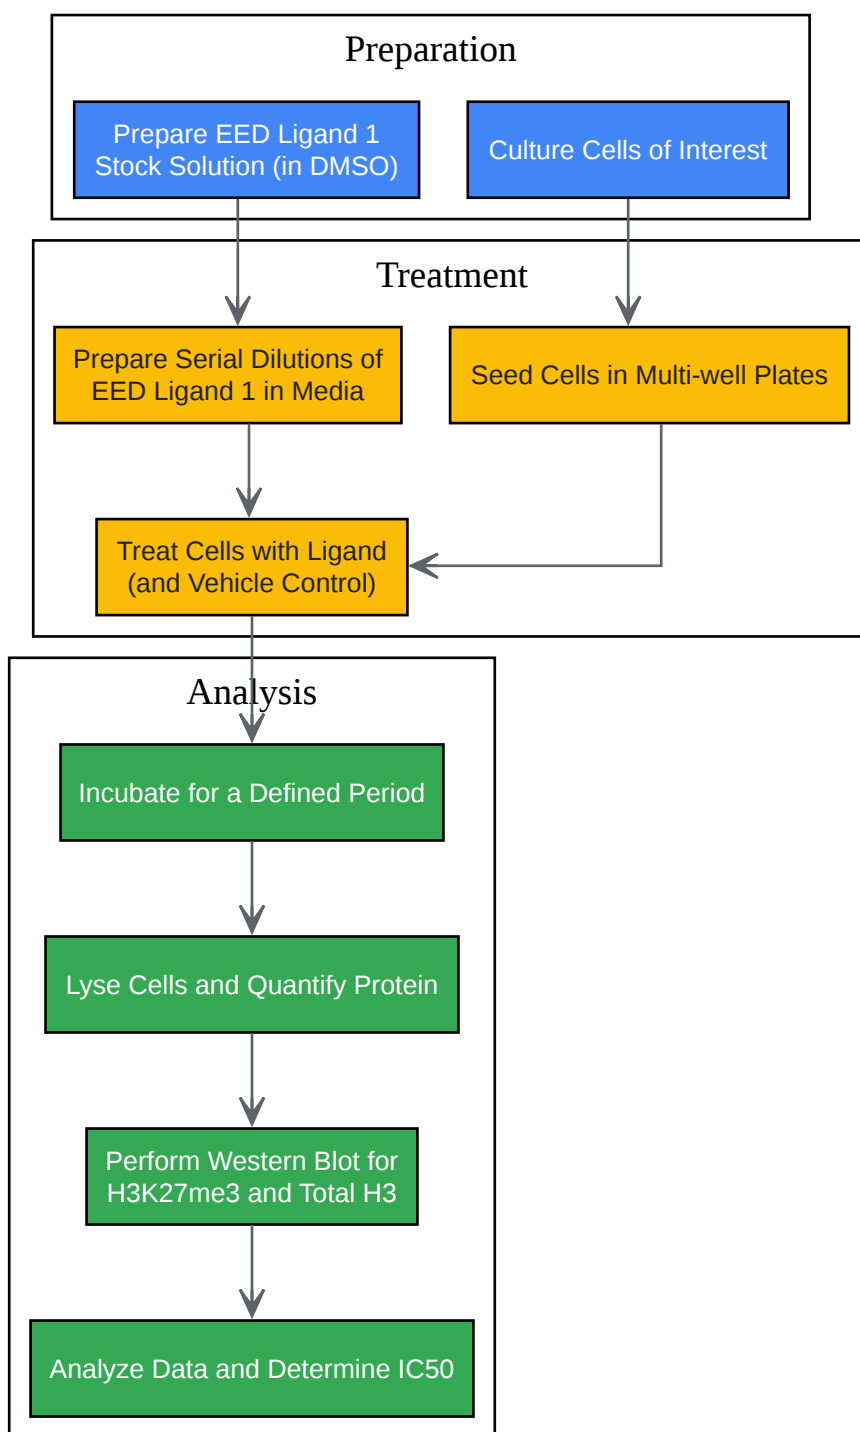 Preparation
Prepare EED Ligand 1
Stock Solution (in DMSO)
Culture Cells of Interest
Treatment
Prepare Serial Dilutions of
EED Ligand 1 in Media
Seed Cells in Multi-well Plates
Treat Cells with Ligand
(and Vehicle Control)
Analysis
Incubate for a Defined Period
Lyse Cells and Quantify Protein
Perform Western Blot for
H3K27me3 and Total H3
Analyze Data and Determine IC50